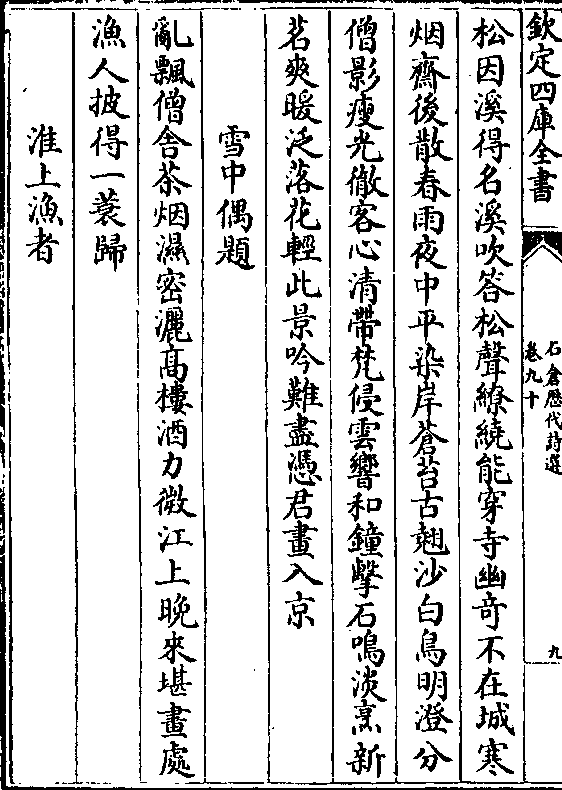 欽定四庫全書
石倉歷代詩選
卷九十
九
松因溪得名溪吹答松聲繚繞能穿寺幽奇不在城寒
烟齋後散春雨夜中平染岸蒼苔古翹沙白鳥明澄分
僧影瘦光徹客心清帶梵侵雲響和鐘擊石鳴淡烹新
茗爽暖泛落花輕此景吟難盡憑君畫入京
雪中偶題
亂飄僧舍茶烟濕密灑高樓酒力微江上晚來堪畫處
漁人披得一蓑歸
淮上漁者